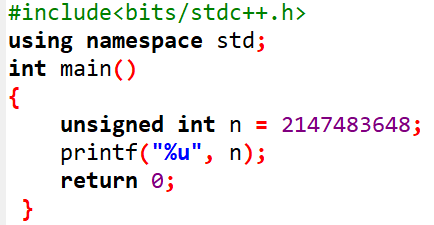 #include<bits/stdc++.h>
using namespace std;
int main()
{
    unsigned int n = 2147483648;
    printf("%u", n);
    return 0;
}